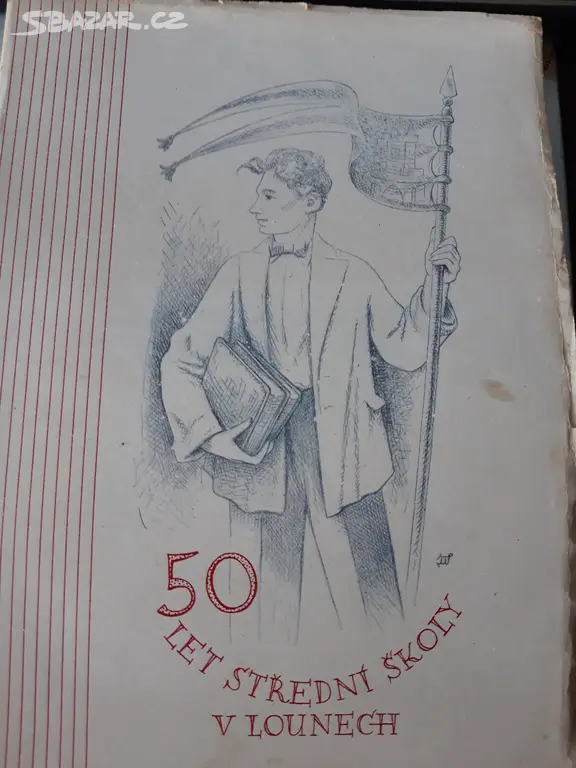 SBAZAR.CZ
50
LET STŘEDNÍ ŠKOLY
V LOUNECH